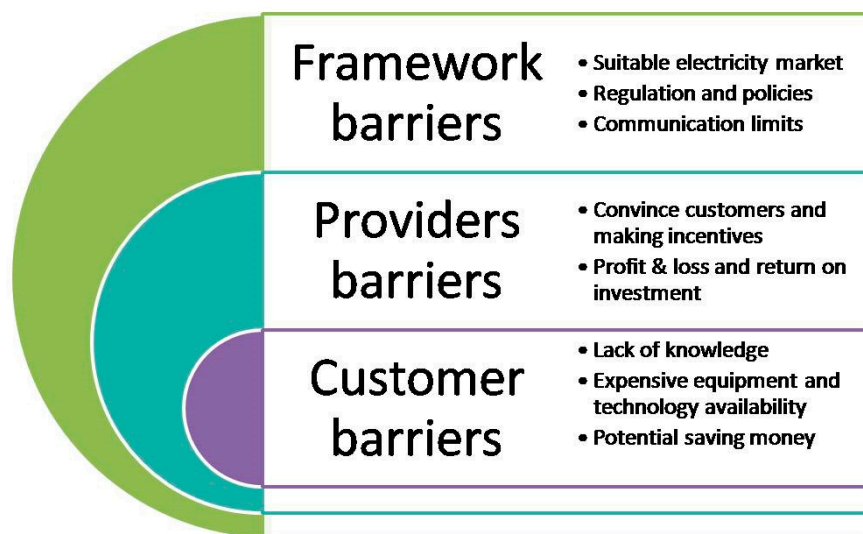 Framework
barriers
• Suitable electricity market
• Regulation and policies
• Communication limits
Providers
barriers
• Convince customers and
making incentives
• Profit & loss and return on
investment
Customer
barriers
• Lack of knowledge
• Expensive equipment and
technology availability
• Potential saving money